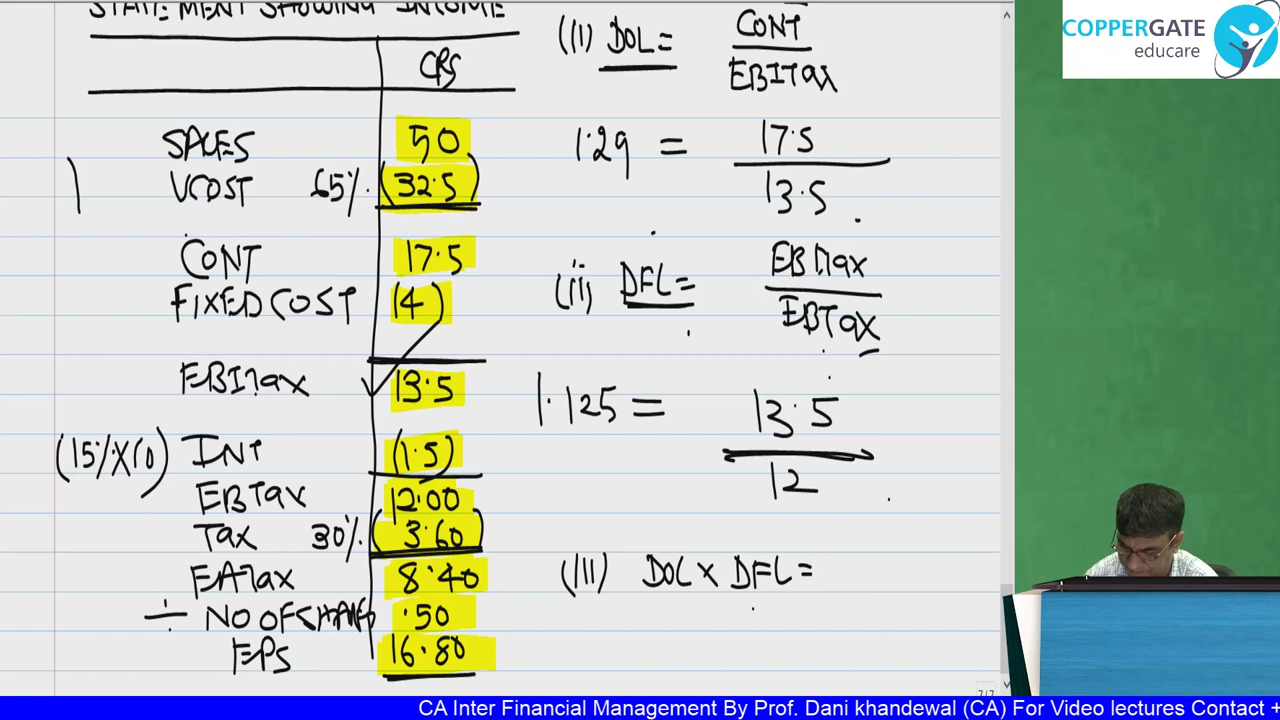 STATEMENT SHOWING INCOME
CRS
SALES 50
VCOST 65% (32.5)
CONT 17.5
FIXED COST (4)
EBITax 13.5
(15% X 10) INT (1.5)
EBTax 12.00
Tax 30% (3.60)
EATax 8.40
÷ NO OF SHARES .50
EPS 16.80
(ii) DOL = CONT
EBITax
1.29 = 17.5
13.5
(ii) DFL = EBITax
EBTax
1.125 = 13.5
12
(iii) DOL x DFL =
COPPERGATE
educare
7/7
CA Inter Financial Management By Prof. Dani khandewal (CA) For Video lectures Contact +